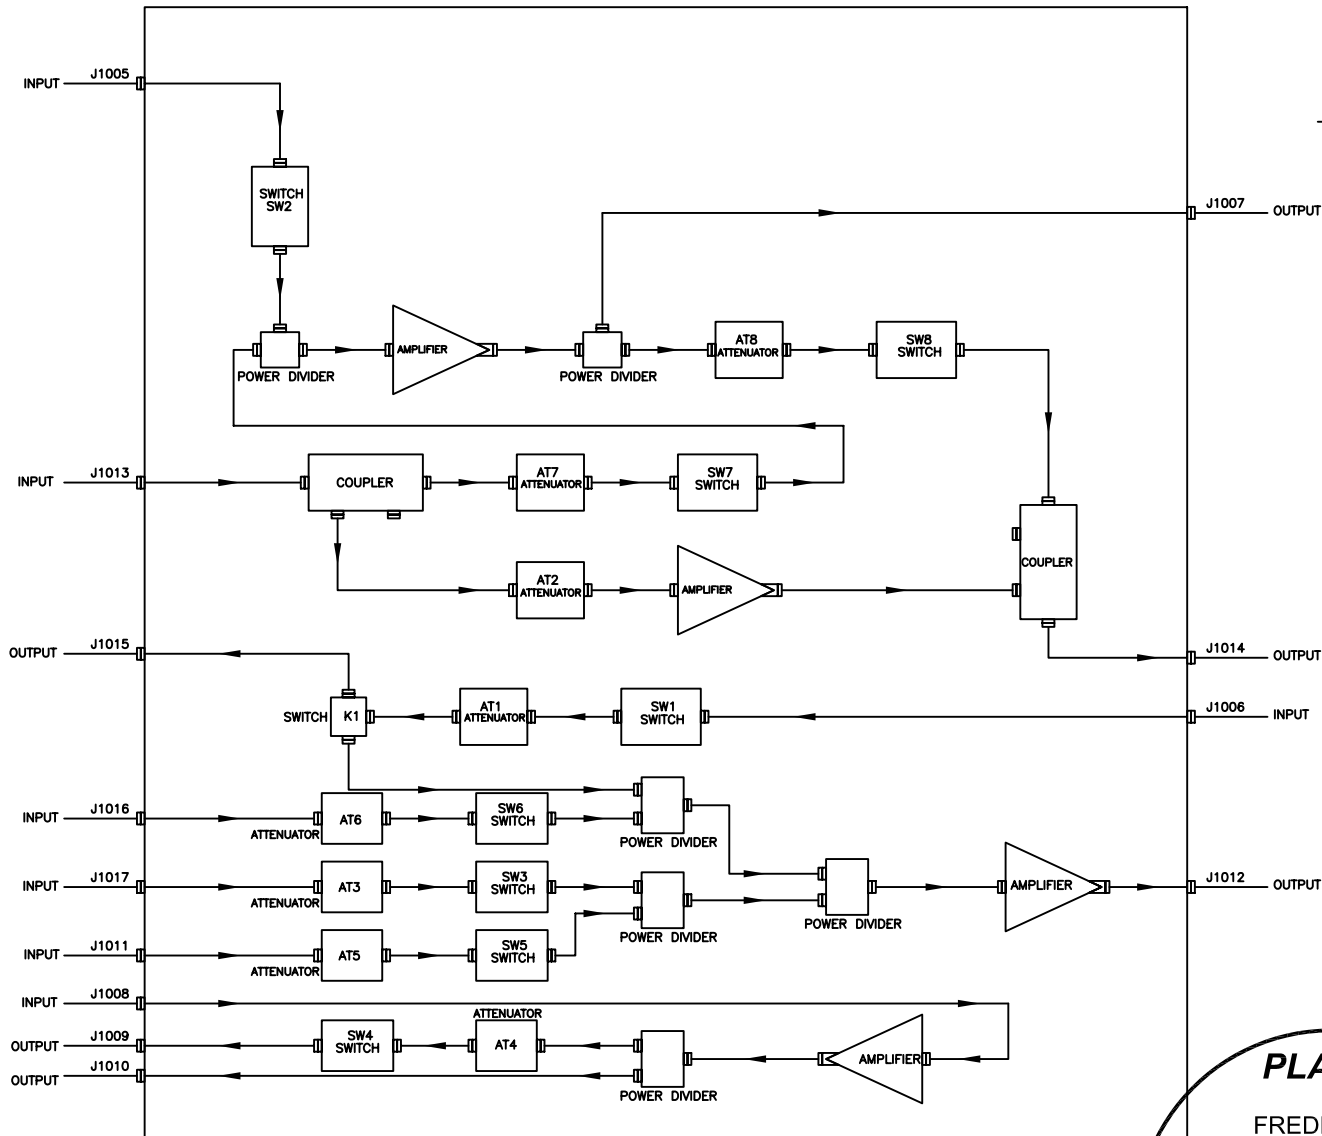 INPUT J1005
SWITCH
SW2
J1007 OUTPUT
POWER DIVIDER
AMPLIFIER
POWER DIVIDER
AT8
ATTENUATOR
SW8
SWITCH
INPUT J1013
COUPLER
AT7
ATTENUATOR
SW7
SWITCH
AT2
ATTENUATOR
AMPLIFIER
COUPLER
OUTPUT J1015
J1014 OUTPUT
SWITCH K1
AT1
ATTENUATOR
SW1
SWITCH
J1006 INPUT
INPUT J1016
ATTENUATOR
AT6
SW6
SWITCH
POWER DIVIDER
INPUT J1017
ATTENUATOR
AT3
SW3
SWITCH
POWER DIVIDER
POWER DIVIDER
AMPLIFIER
J1012 OUTPUT
INPUT J1011
ATTENUATOR
AT5
SW5
SWITCH
INPUT J1008
OUTPUT J1009
SW4
SWITCH
ATTENUATOR
AT4
POWER DIVIDER
AMPLIFIER
OUTPUT J1010